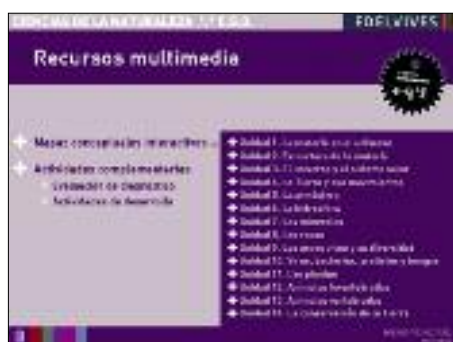 CIENCIAS DE LA NATURALEZA 1.º E.S.O.
EDELVIVES
Recursos multimedia
Mapas conceptuales interactivos
Actividades complementarias
Evaluación de diagnóstico
Actividades de desarrollo
Unidad 1. La materia en el universo
Unidad 2. la materia
Unidad 3. El universo y el sistema solar
Unidad 4. La Tierra y sus movimientos
Unidad 5. La atmósfera
Unidad 6. La hidrosfera
Unidad 7. Los minerales
Unidad 8. Las rocas
Unidad 9. Los seres vivos y su diversidad
Unidad 10. Virus, bacterias, y hongos
Unidad 11. Las plantas
Unidad 12. Animales invertebrados
Unidad 13. Animales vertebrados
Unidad 14. La de la Tierra